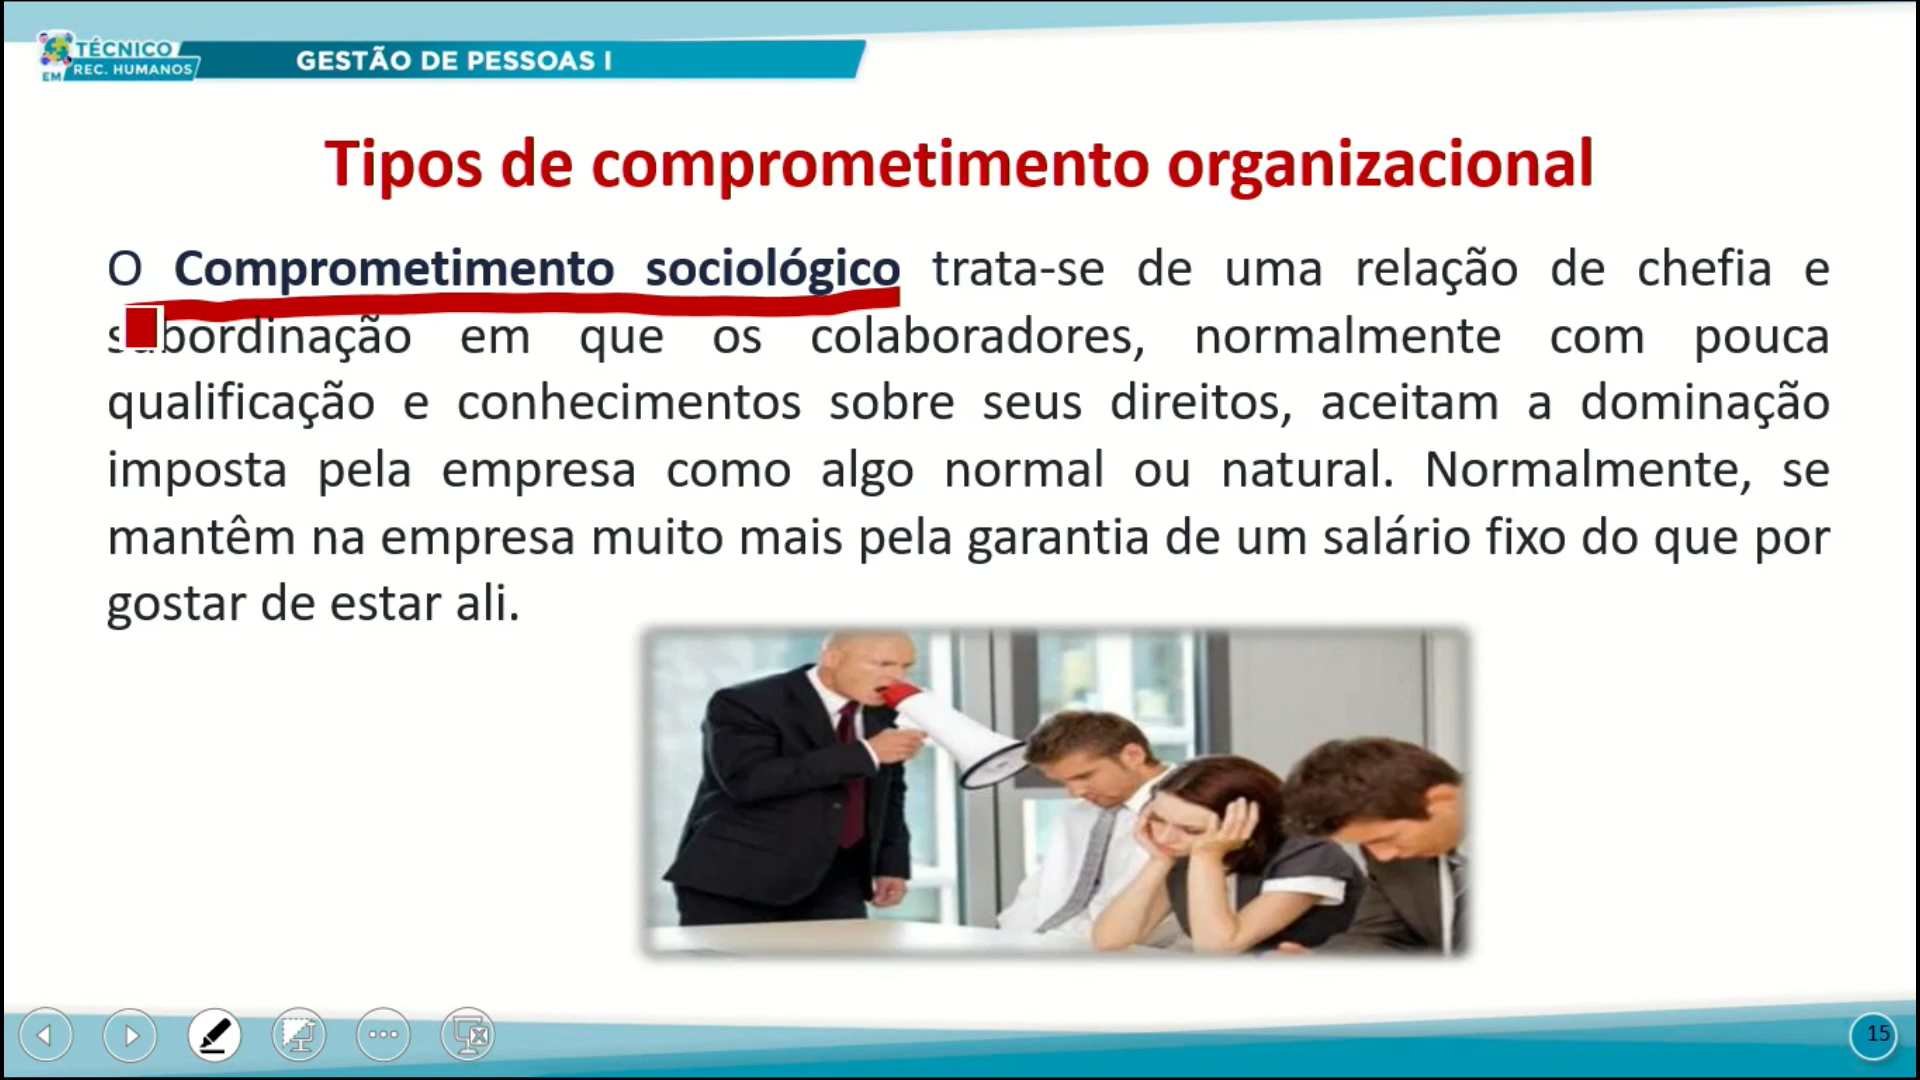 TÉCNICO
EM REC. HUMANOS
GESTÃO DE PESSOAS I
Tipos de comprometimento organizacional
O Comprometimento sociológico trata-se de uma relação de chefia e
subordinação em que os colaboradores, normalmente com pouca
qualificação e conhecimentos sobre seus direitos, aceitam a dominação
imposta pela empresa como algo normal ou natural. Normalmente, se
mantêm na empresa muito mais pela garantia de um salário fixo do que por
gostar de estar ali.
15